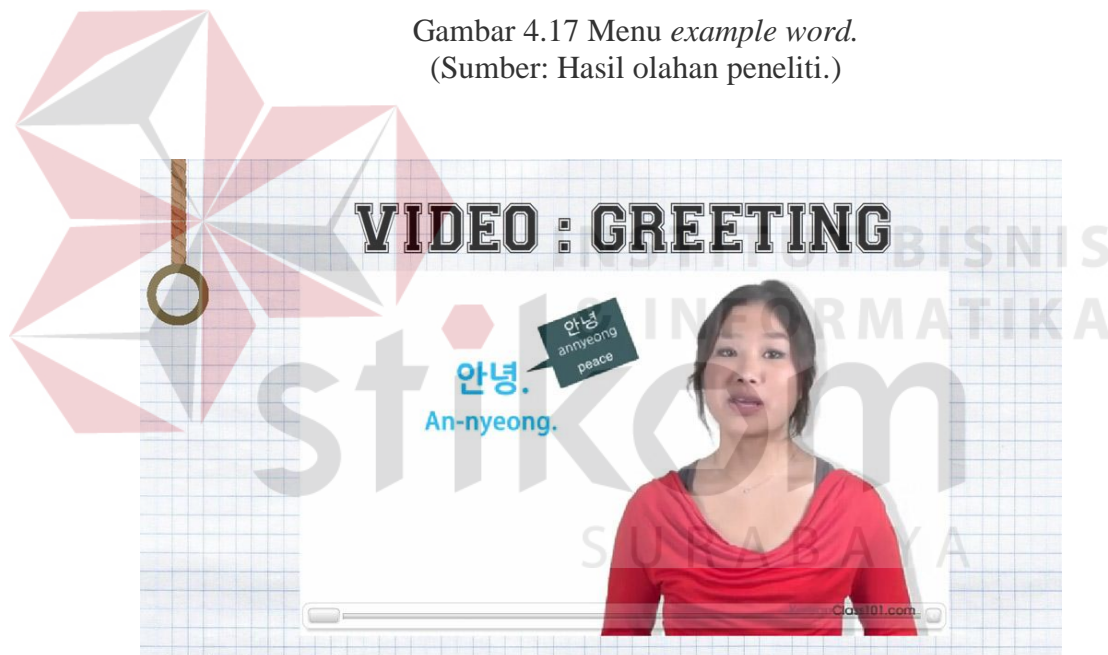 Gambar 4.17 Menu example word.
(Sumber: Hasil olahan peneliti.)
VIDEO : GREETING
INSTITUT BISNIS
& INFORMATIKA
안녕
annyeong
peace
안녕.
An-nyeong.
stikom
SURABAYA
KoreanClass101.com